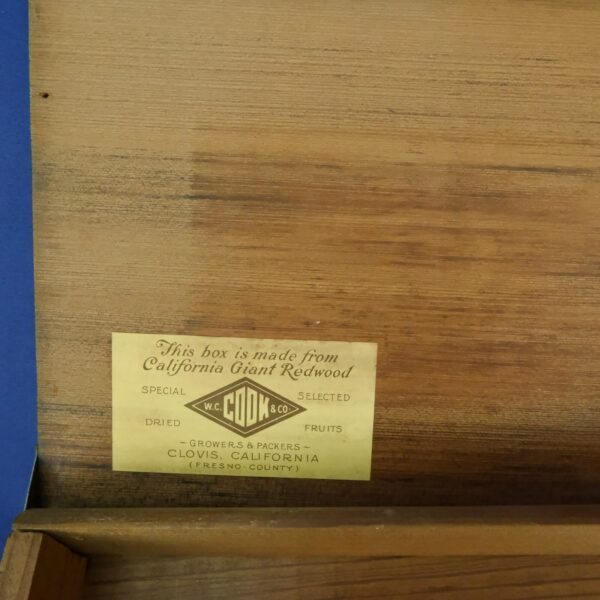 This box is made from
California Giant Redwood
SPECIAL SELECTED
W.C. COOK & CO
DRIED FRUITS
~ GROWERS & PACKERS ~
CLOVIS, CALIFORNIA
(FRESNO-COUNTY)